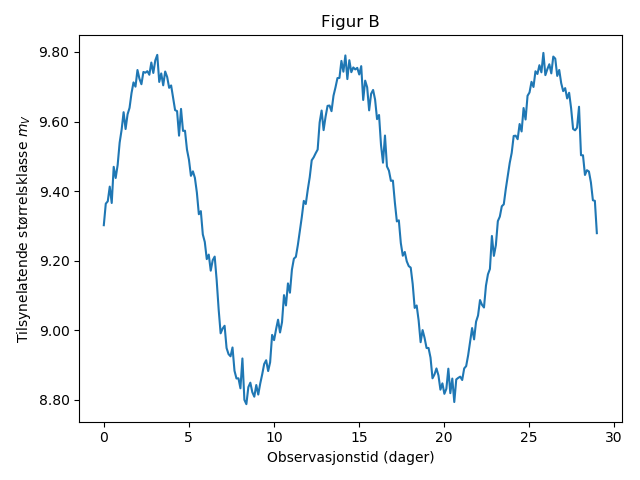 Figur B
Tilsynelatende størrelsklasse m_V
9.80
9.60
9.40
9.20
9.00
8.80
0 5 10 15 20 25 30
Observasjonstid (dager)